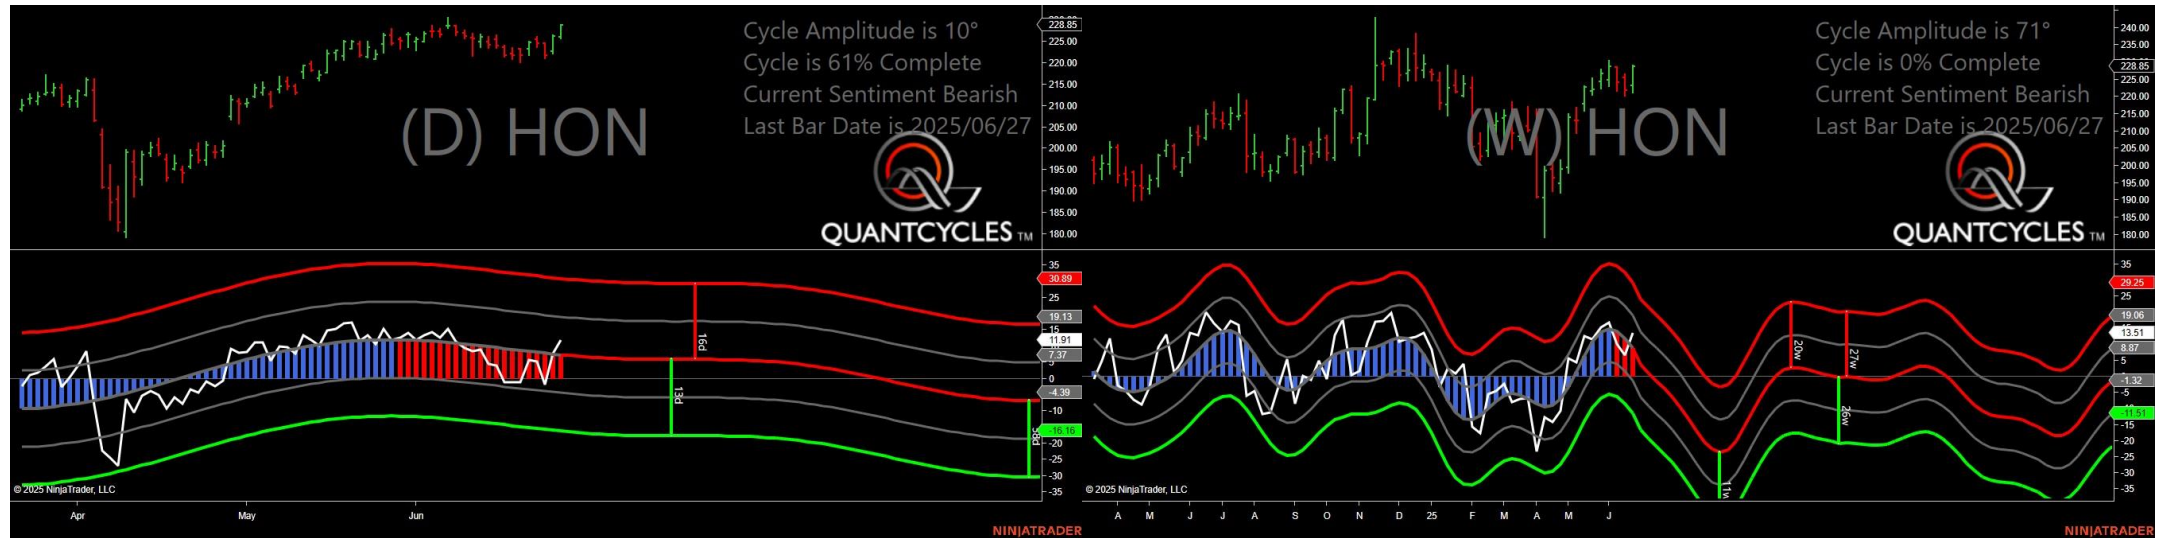 Cycle Amplitude is 10°
Cycle is 61% Complete
Current Sentiment Bearish
Last Bar Date is 2025/06/27
(D) HON
QUANTCYCLES TM
228.85
225.00
220.00
215.00
210.00
205.00
200.00
195.00
190.00
185.00
180.00
35
30.89
25
19.13
15
11.91
7.37
0
-4.39
-10
-16.16
-20
-25
-30
-35
16d
13d
© 2025 NinjaTrader, LLC
Apr May Jun
NINJATRADER
Cycle Amplitude is 71°
Cycle is 0% Complete
Current Sentiment Bearish
Last Bar Date is 2025/06/27
(W) HON
QUANTCYCLES TM
240.00
235.00
228.85
225.00
220.00
215.00
210.00
205.00
200.00
195.00
190.00
185.00
180.00
35
29.25
25
19.06
13.51
8.87
5
-1.32
-5
-11.51
-15
-20
-25
-30
-35
20w
27w
26w
11w
© 2025 NinjaTrader, LLC
A M J J A S O N D 25 F M A M J
NINJATRADER